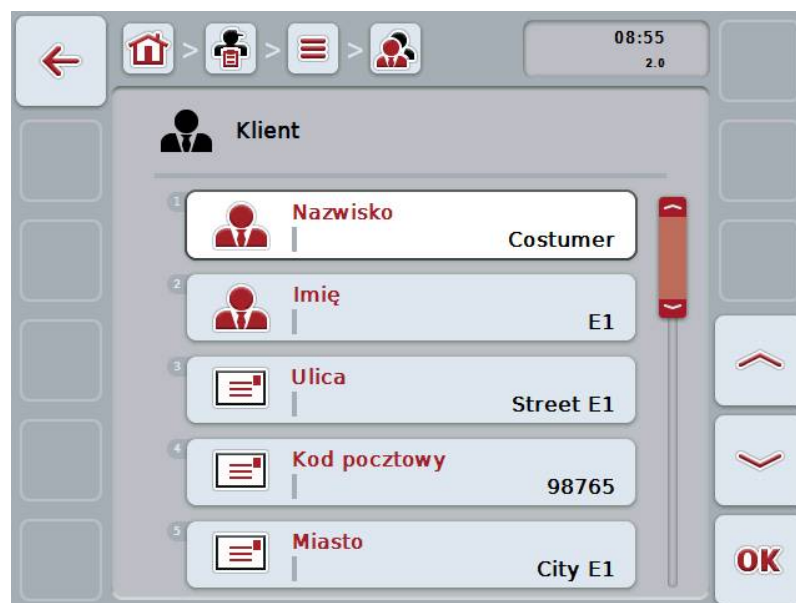 > > >
08:55
2.0
Klient
1
Nazwisko
Costumer
2
Imię
E1
3
Ulica
Street E1
4
Kod pocztowy
98765
5
Miasto
City E1
OK